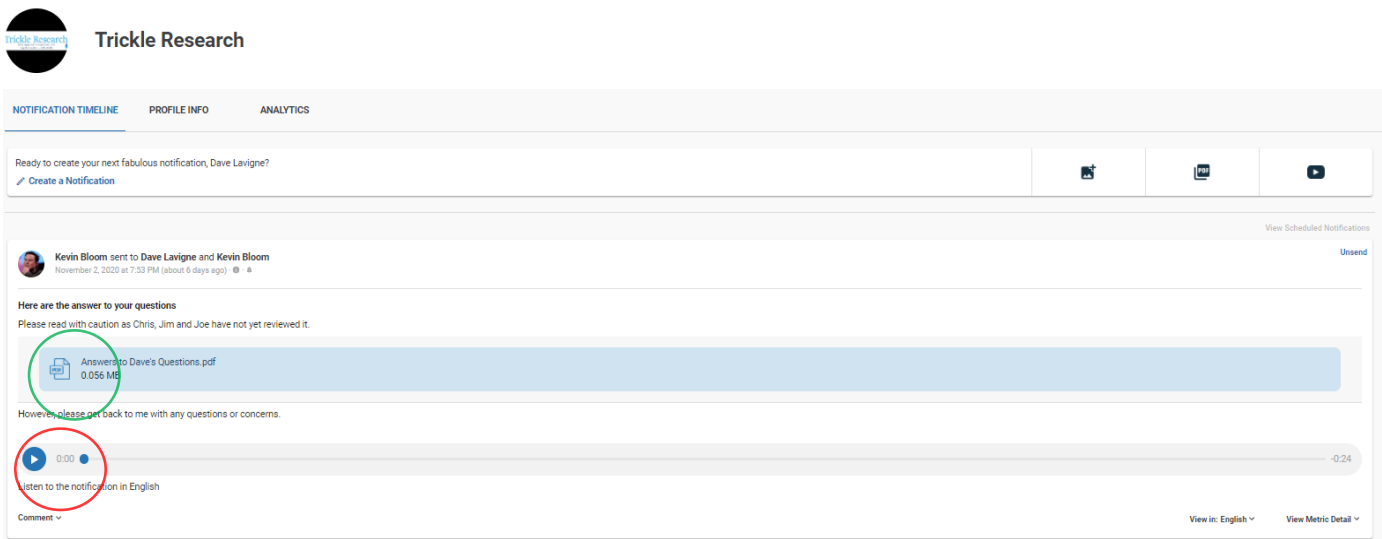 Trickle Research
Trickle Research
NOTIFICATION TIMELINE PROFILE INFO ANALYTICS
Ready to create your next fabulous notification, Dave Lavigne?
Create a Notification
PDF
View Scheduled Notifications
Kevin Bloom sent to Dave Lavigne and Kevin Bloom
Unsend
November 2, 2020 at 7:53 PM (about 6 days ago)
Here are the answer to your questions
Please read with caution as Chris, Jim and Joe have not yet reviewed it.
Answers to Dave's Questions.pdf
PDF
0.056 MB
However, please get back to me with any questions or concerns.
0:00 -0:24
Listen to the notification in English
Comment View in: English View Metric Detail